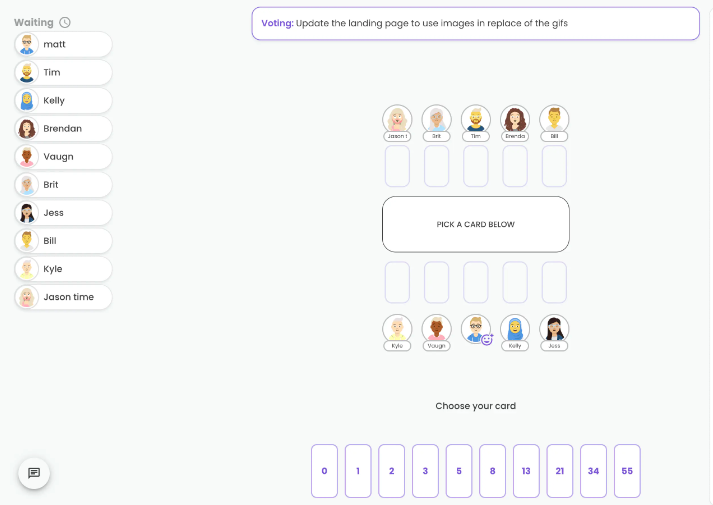 Waiting
matt
Tim
Kelly
Brendan
Vaugn
Brit
Jess
Bill
Kyle
Jason time
Voting: Update the landing page to use images in replace of the gifs
Jason t Brit Tim Brenda Bill
PICK A CARD BELOW
Kyle Vaugn Kelly Jess
Choose your card
0 1 2 3 5 8 13 21 34 55